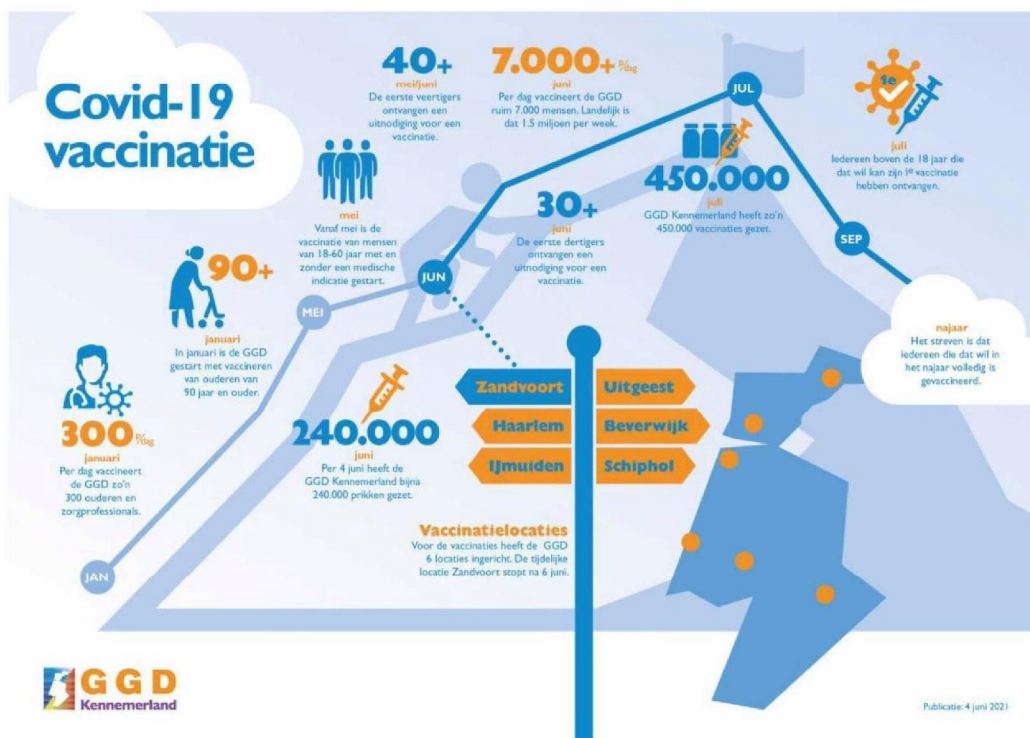 Covid-19
vaccinatie
40+
mei/juni
De eerste veertigers
ontvangen een
uitnodiging voor een
vaccinatie.
7.000+ P/dag
juni
Per dag vaccineert de GGD
ruim 7.000 mensen. Landelijk is
dat 1.5 miljoen per week.
JUL
1e
juli
Iedereen boven de 18 jaar die
dat wil kan zijn 1e vaccinatie
hebben ontvangen.
mei
Vanaf mei is de
vaccinatie van mensen
van 18-60 jaar met en
zonder een medische
indicatie gestart.
30+
juni
De eerste dertigers
ontvangen een
uitnodiging voor een
vaccinatie.
450.000
juli
GGD Kennemerland heeft zo'n
450.000 vaccinaties gezet.
SEP
90+
januari
In januari is de GGD
gestart met vaccineren
van ouderen van
90 jaar en ouder.
MEI
JUN
najaar
Het streven is dat
iedereen die dat wil in
het najaar volledig is
gevaccineerd.
300 P/dag
januari
Per dag vaccineert
de GGD zo'n
300 ouderen en
zorgprofessionals.
240.000
juni
Per 4 juni heeft de
GGD Kennemerland bijna
240.000 prikken gezet.
Zandvoort
Uitgeest
Haarlem
Beverwijk
IJmuiden
Schiphol
Vaccinatielocaties
Voor de vaccinaties heeft de GGD
6 locaties ingericht. De tijdelijke
locatie Zandvoort stopt na 6 juni.
JAN
GGD
Kennemerland
Publicatie: 4 juni 2021